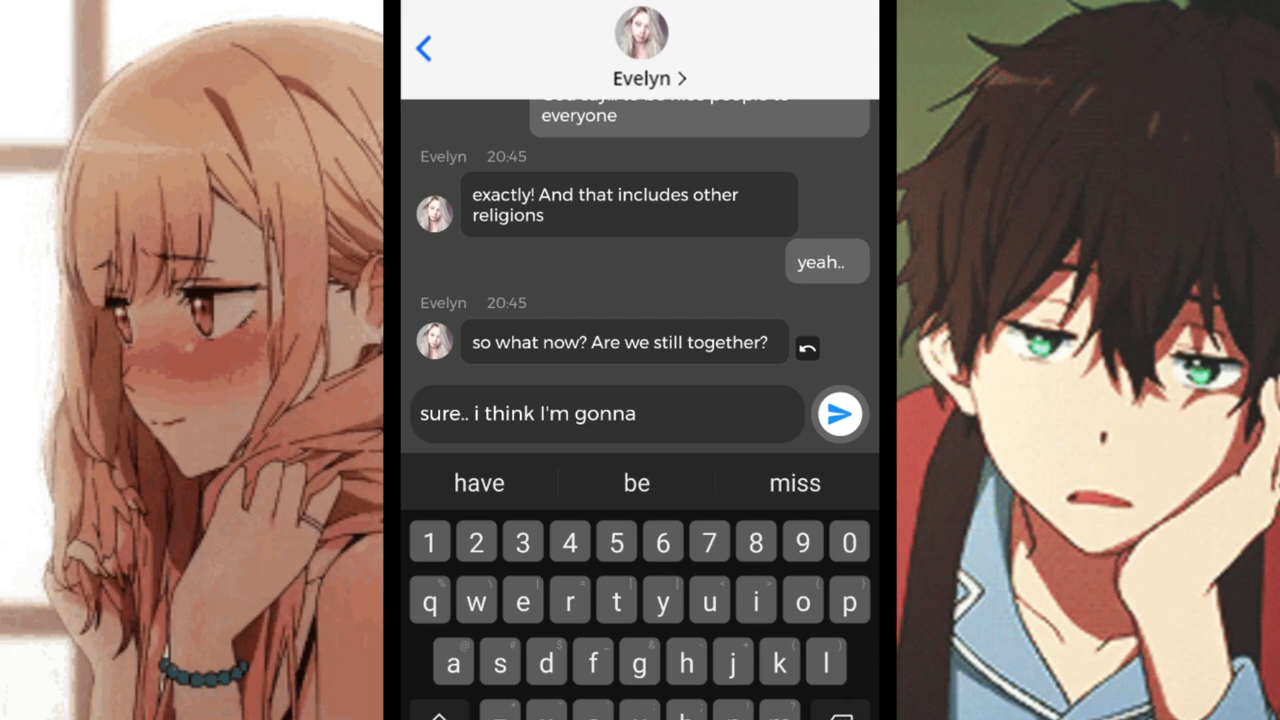 Evelyn
everyone
Evelyn 20:45
exactly! And that includes other
religions
yeah..
Evelyn 20:45
so what now? Are we still together?
sure.. i think I'm gonna
have be miss
1 2 3 4 5 6 7 8 9 0
q w e r t y u i o p
a s d f g h j k l